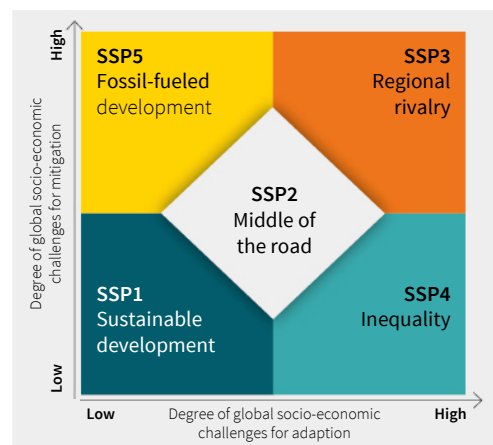 High
Degree of global socio-economic
challenges for mitigation
Low
SSP5
Fossil-fueled
development
SSP3
Regional
rivalry
SSP2
Middle of
the road
SSP1
Sustainable
development
SSP4
Inequality
Low
Degree of global socio-economic
challenges for adaption
High